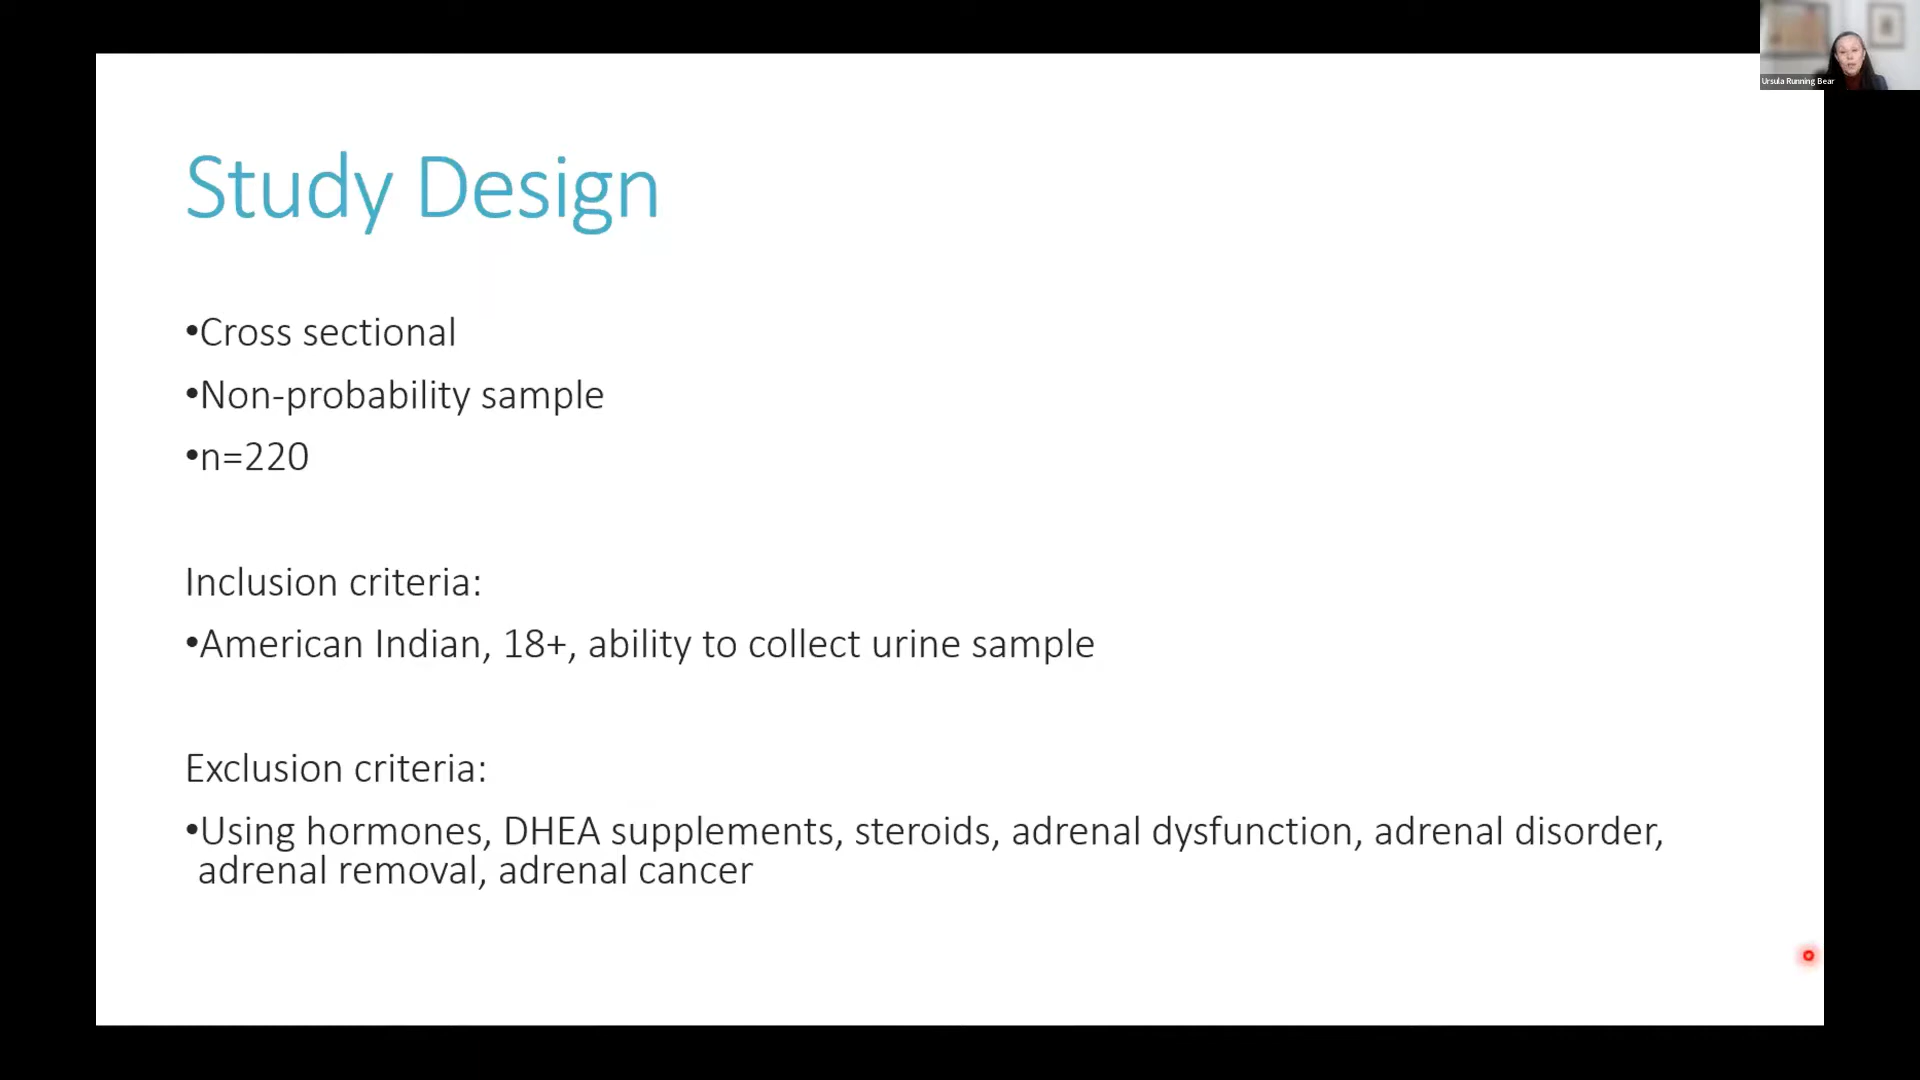 Ursula Running Bear
Study Design
•Cross sectional
•Non-probability sample
•n=220
Inclusion criteria:
•American Indian, 18+, ability to collect urine sample
Exclusion criteria:
•Using hormones, DHEA supplements, steroids, adrenal dysfunction, adrenal disorder,
adrenal removal, adrenal cancer